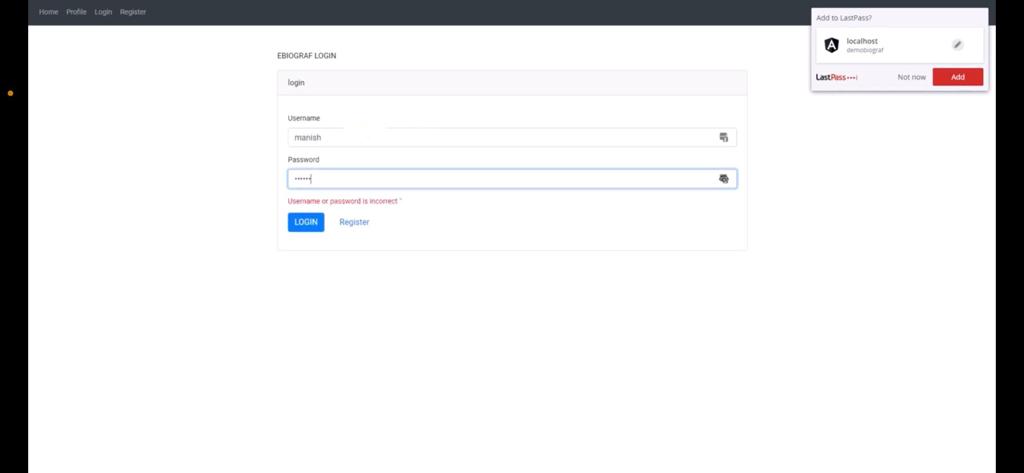 Home Profile Login Register
Add to LastPass?
localhost
demobiograf
LastPass •••| Not now Add
EBIOGRAF LOGIN
login
Username
manish
Password
••••••
Username or password is incorrect *
LOGIN Register